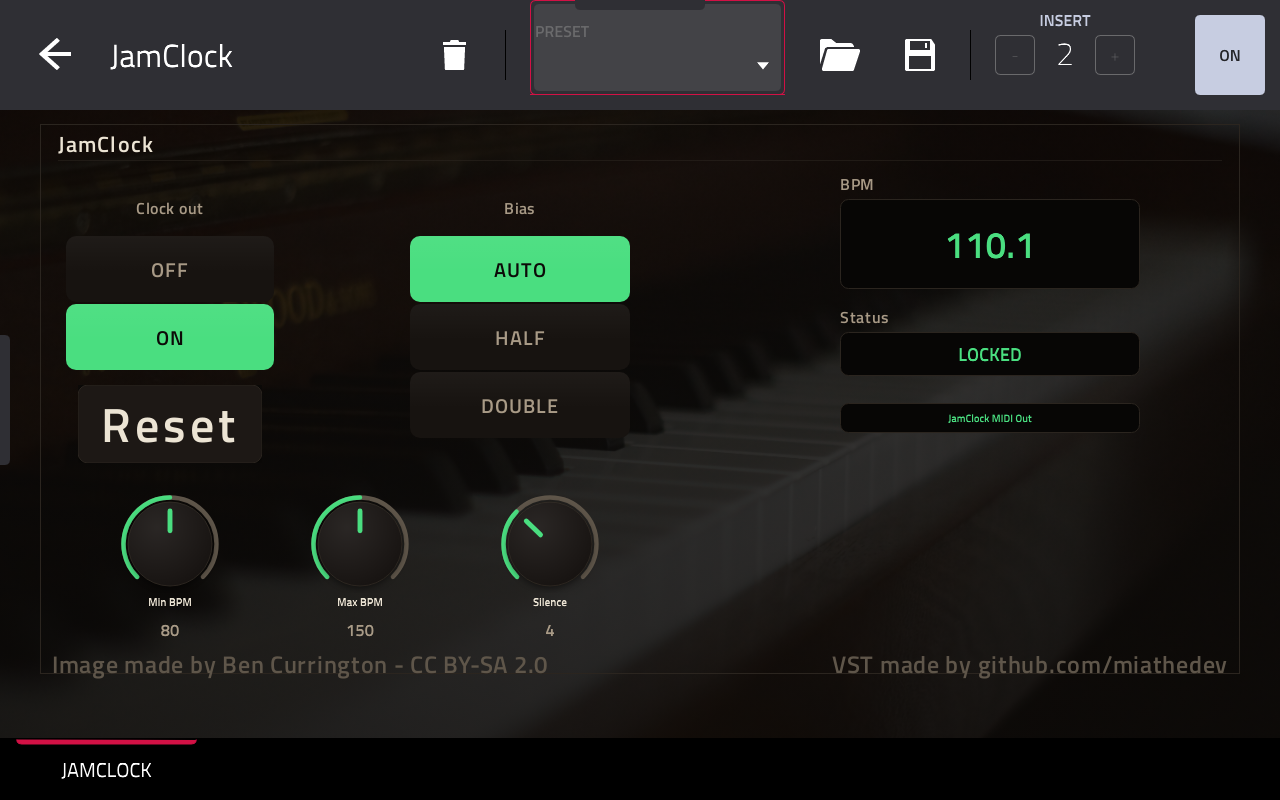 JamClock
PRESET
INSERT
- 2 +
ON
JamClock
Clock out
OFF
ON
Reset
Bias
AUTO
HALF
DOUBLE
BPM
110.1
Status
LOCKED
JamClock MIDI Out
Min BPM
80
Max BPM
150
Silence
4
Image made by Ben Currington - CC BY-SA 2.0
VST made by github.com/miathedev
JAMCLOCK